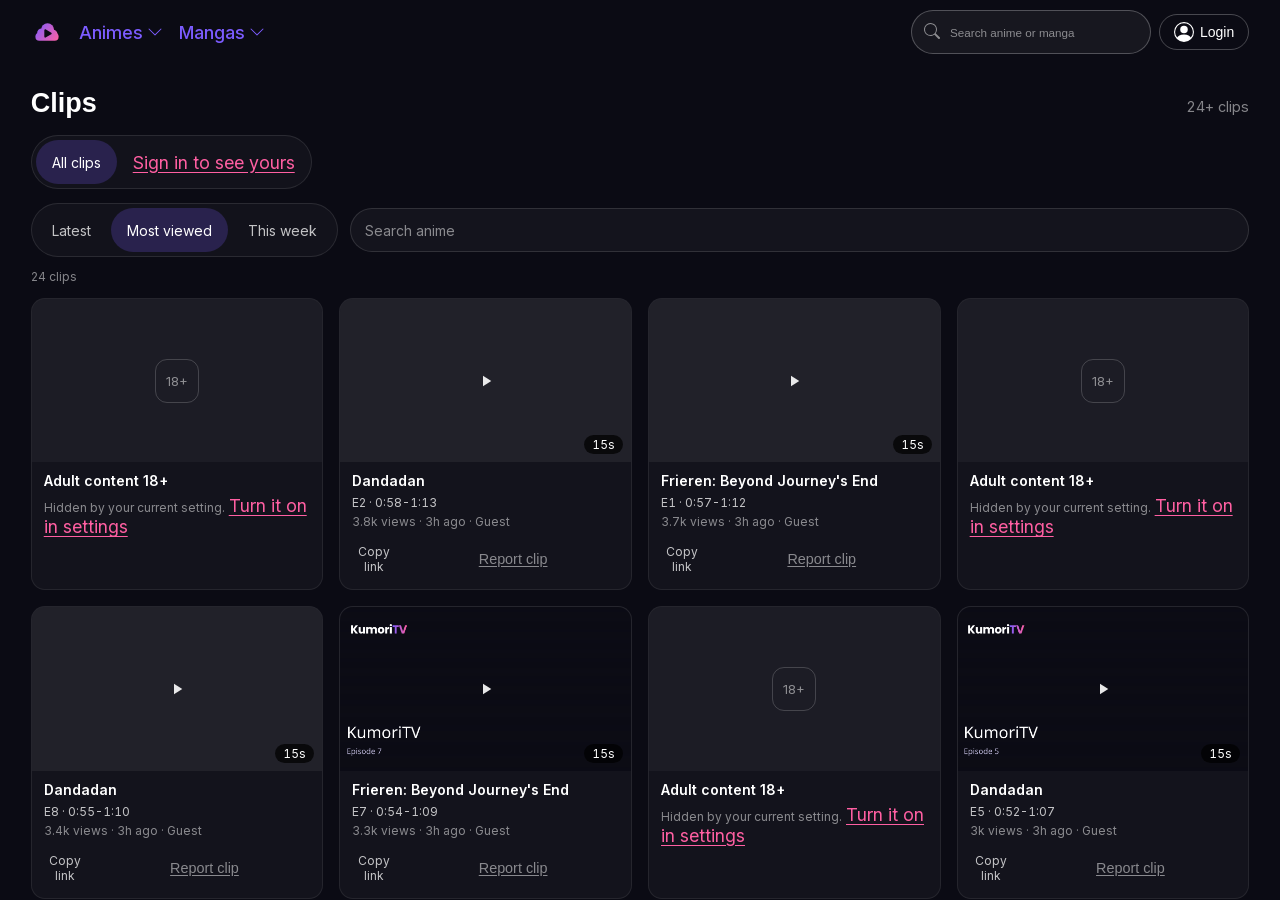 Animes Mangas Search anime or manga Login
Clips 24+ clips
All clips Sign in to see yours
Latest Most viewed This week Search anime
24 clips
18+
Adult content 18+
Hidden by your current setting. Turn it on
in settings
15s
Dandadan
E2 · 0:58-1:13
3.8k views · 3h ago · Guest
Copy
link
Report clip
15s
Frieren: Beyond Journey's End
E1 · 0:57-1:12
3.7k views · 3h ago · Guest
Copy
link
Report clip
18+
Adult content 18+
Hidden by your current setting. Turn it on
in settings
15s
Dandadan
E8 · 0:55-1:10
3.4k views · 3h ago · Guest
Copy
link
Report clip
KumoriTV
KumoriTV
Episode 7
15s
Frieren: Beyond Journey's End
E7 · 0:54-1:09
3.3k views · 3h ago · Guest
Copy
link
Report clip
18+
Adult content 18+
Hidden by your current setting. Turn it on
in settings
KumoriTV
KumoriTV
Episode 5
15s
Dandadan
E5 · 0:52-1:07
3k views · 3h ago · Guest
Copy
link
Report clip